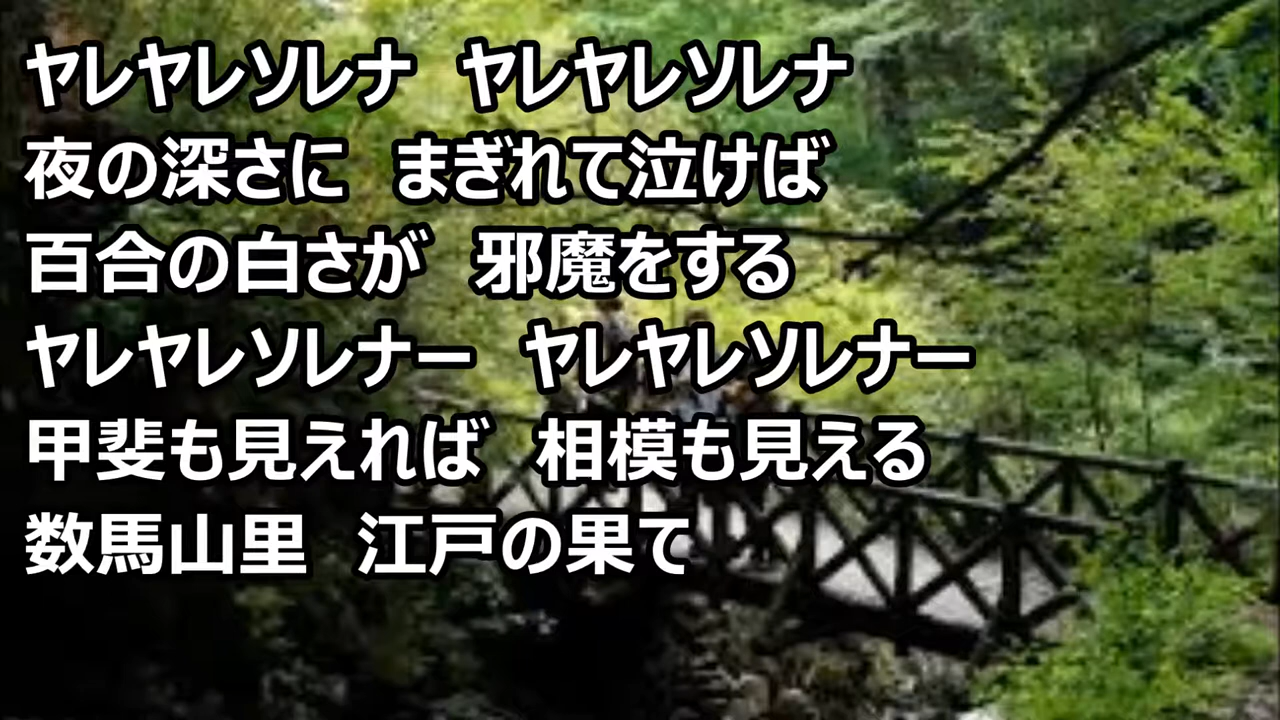 ヤレヤレソレナ　ヤレヤレソレナ
夜の深さに　まぎれて泣けば
百合の白さが　邪魔をする
ヤレヤレソレナー　ヤレヤレソレナー
甲斐も見えれば　相模も見える
数馬山里　江戸の果て